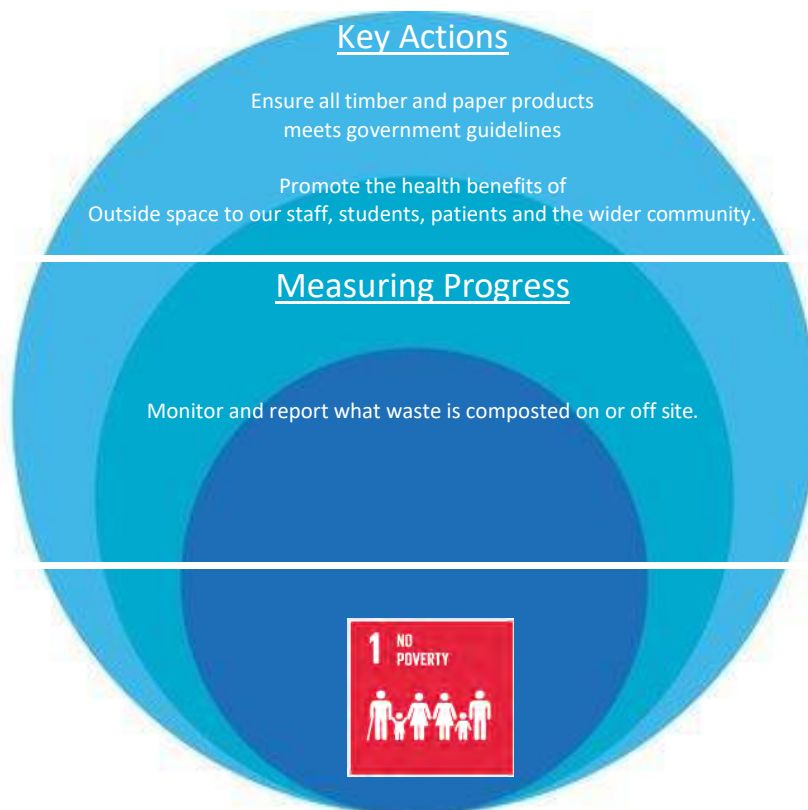 Key Actions
Ensure all timber and paper products
meets government guidelines
Promote the health benefits of
Outside space to our staff, students, patients and the wider community.
Measuring Progress
Monitor and report what waste is composted on or off site.
1 NO
POVERTY